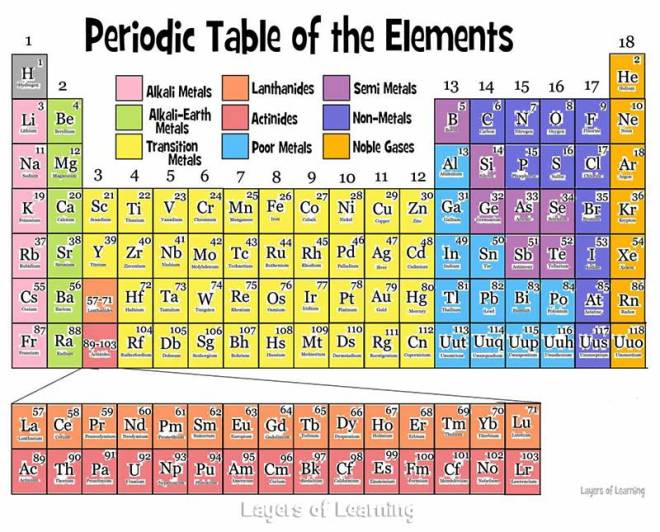 Periodic Table of the Elements
1 18
H 1 He 2
Hydrogen Helium
2 13 14 15 16 17
Alkali Metals Lanthanides Semi Metals
Alkali-Earth Metals Actinides Non-Metals
Transition Metals Poor Metals Noble Gases
Li 3 Be 4 B 5 C 6 N 7 O 8 F 9 Ne 10
Lithium Beryllium Carbon Nitrogen Oxygen Fluorine Neon
Na 11 Mg 12 Al 13 Si 14 P 15 S 16 Cl 17 Ar 18
Sodium Magnesium Aluminum Sulfur Argon
3 4 5 6 7 8 9 10 11 12
K 19 Ca 20 Sc 21 Ti 22 V 23 Cr 24 Mn 25 Fe 26 Co 27 Ni 28 Cu 29 Zn 30 Ga 31 Ge 32 As 33 Se 34 Br 35 Kr 36
Potassium Calcium Scandium Titanium Vanadium Chromium Manganese Iron Cobalt Nickel Copper Zinc Gallium Germanium Arsenic Selenium Krypton
Rb 37 Sr 38 Y 39 Zr 40 Nb 41 Mo 42 Tc 43 Ru 44 Rh 45 Pd 46 Ag 47 Cd 48 In 49 Sn 50 Sb 51 Te 52 I 53 Xe 54
Rubidium Strontium Yttrium Zirconium Niobium Molybdenum Technetium Ruthenium Rhodium Palladium Silver Cadmium Indium Tin Antimony Tellurium Xenon
Cs 55 Ba 56 57-71 Hf 72 Ta 73 W 74 Re 75 Os 76 Ir 77 Pt 78 Au 79 Hg 80 Tl 81 Pb 82 Bi 83 Po 84 At 85 Rn 86
Cesium Barium Lanthanides Hafnium Tantalum Tungsten Rhenium Osmium Iridium Platinum Gold Mercury Thallium Lead Bismuth Polonium Astatine Radon
Fr 87 Ra 88 89-103 Rf 104 Db 105 Sg 106 Bh 107 Hs 108 Mt 109 Ds 110 Rg 111 Cn 112 Uut 113 Uuq 114 Uup 115 Uuh 116 Uus 117 Uuo 118
Francium Radium Actinides Rutherfordium Dubnium Seaborgium Bohrium Hassium Meitnerium Darmstadtium Roentgenium Copernicium
La 57 Ce 58 Pr 59 Nd 60 Pm 61 Sm 62 Eu 63 Gd 64 Tb 65 Dy 66 Ho 67 Er 68 Tm 69 Yb 70 Lu 71
Lanthanum Cerium Praseodymium Neodymium Promethium Samarium Europium Gadolinium Terbium Dysprosium Holmium Erbium Thulium Ytterbium Lutetium
Ac 89 Th 90 Pa 91 U 92 Np 93 Pu 94 Am 95 Cm 96 Bk 97 Cf 98 Es 99 Fm 100 Cf 101 No 102 Lr 103
Actinium Thorium Protactinium Uranium Neptunium Plutonium Americium Curium Berkelium Californium Einsteinium Fermium Mendelevium Nobelium Lawrencium
Layers of Learning
Layers of Learning